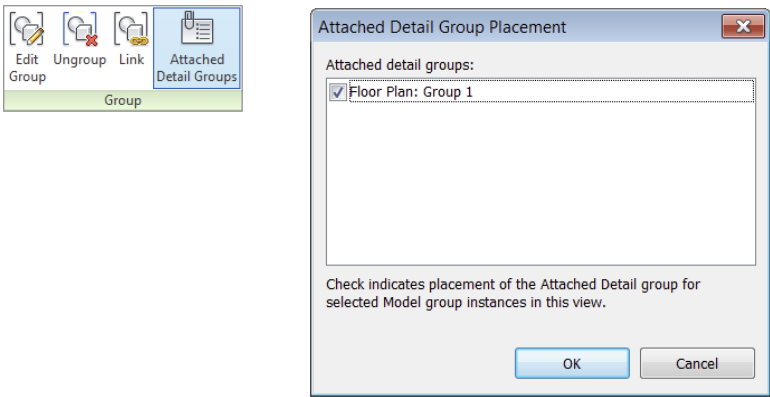 Edit
Group
Ungroup
Link
Attached
Detail Groups
Group
Attached Detail Group Placement
Attached detail groups:
Floor Plan: Group 1
Check indicates placement of the Attached Detail group for
selected Model group instances in this view.
OK
Cancel